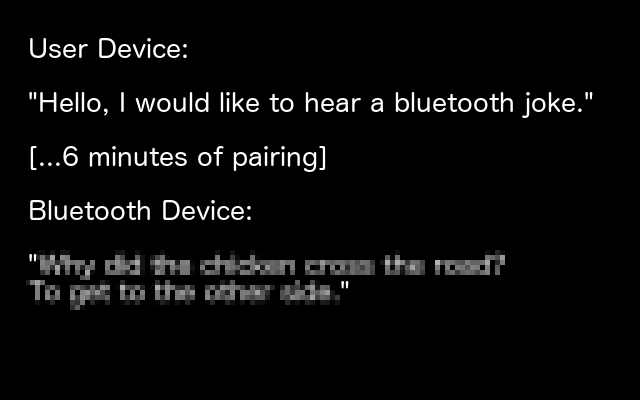 User Device:
"Hello, I would like to hear a bluetooth joke."
[...6 minutes of pairing]
Bluetooth Device:
"Why did the chicken cross the road?
To get to the other side."